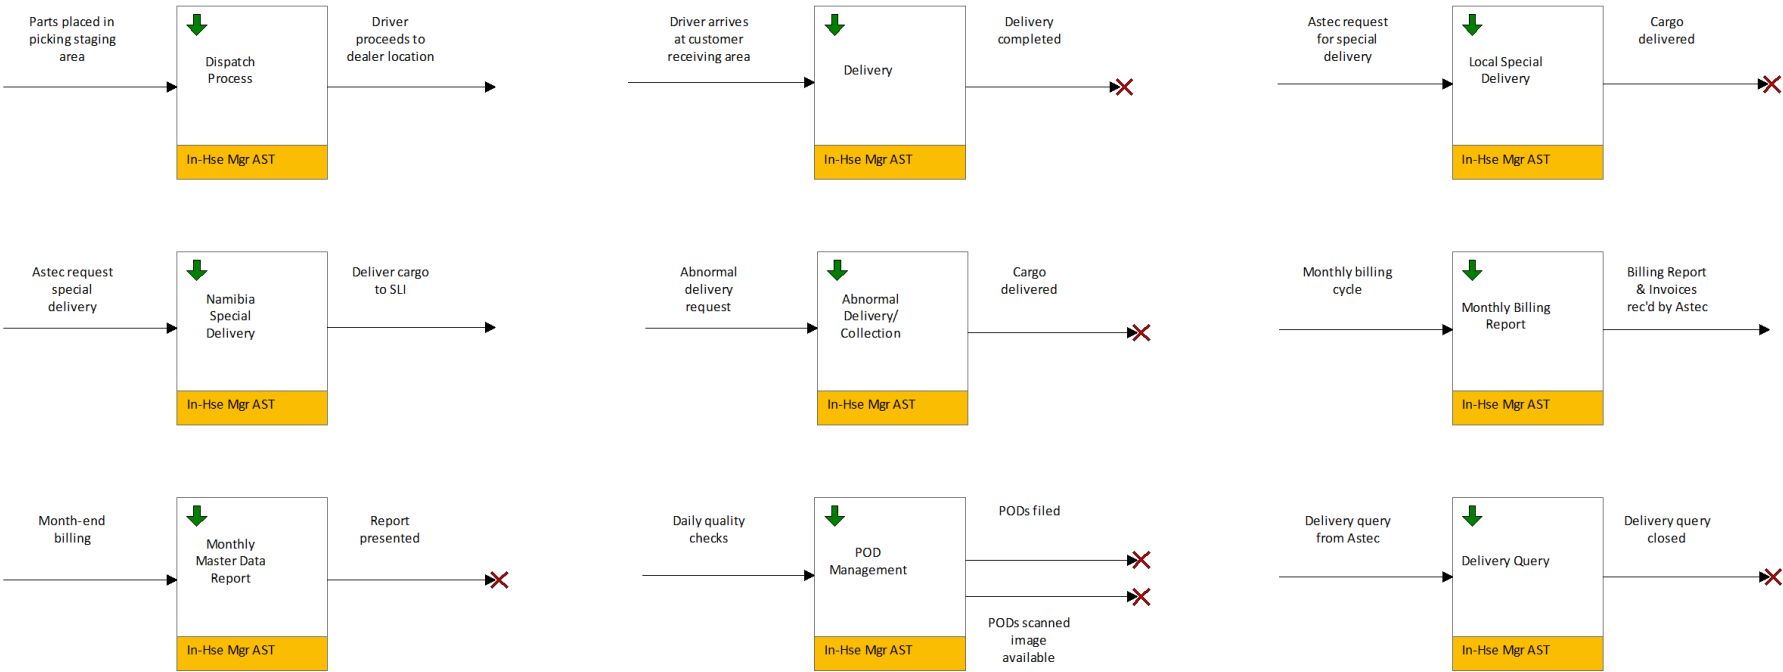 Parts placed in
picking staging
area
Dispatch
Process
In-Hse Mgr AST
Driver
proceeds to
dealer location
Driver arrives
at customer
receiving area
Delivery
In-Hse Mgr AST
Delivery
completed
Astec request
for special
delivery
Local Special
Delivery
In-Hse Mgr AST
Cargo
delivered
Astec request
special
delivery
Namibia
Special
Delivery
In-Hse Mgr AST
Deliver cargo
to SLI
Abnormal
delivery
request
Abnormal
Delivery/
Collection
In-Hse Mgr AST
Cargo
delivered
Monthly billing
cycle
Monthly Billing
Report
In-Hse Mgr AST
Billing Report
& Invoices
rec'd by Astec
Month-end
billing
Monthly
Master Data
Report
In-Hse Mgr AST
Report
presented
Daily quality
checks
POD
Management
In-Hse Mgr AST
PODs filed
PODs scanned
image
available
Delivery query
from Astec
Delivery Query
In-Hse Mgr AST
Delivery query
closed